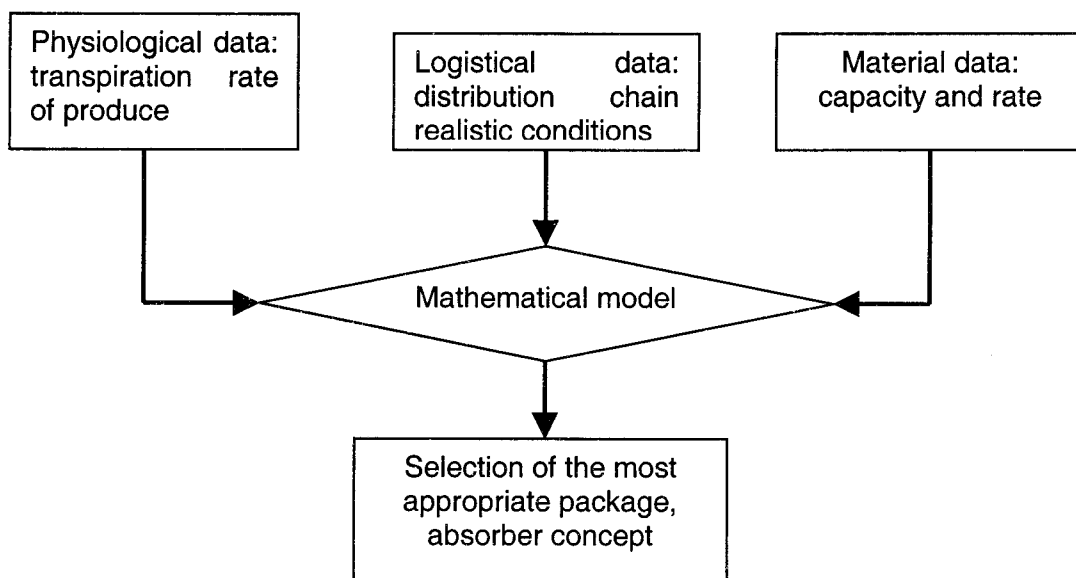 Physiological data:
transpiration rate
of produce
Logistical data:
distribution chain
realistic conditions
Material data:
capacity and rate
Mathematical model
Selection of the most
appropriate package,
absorber concept